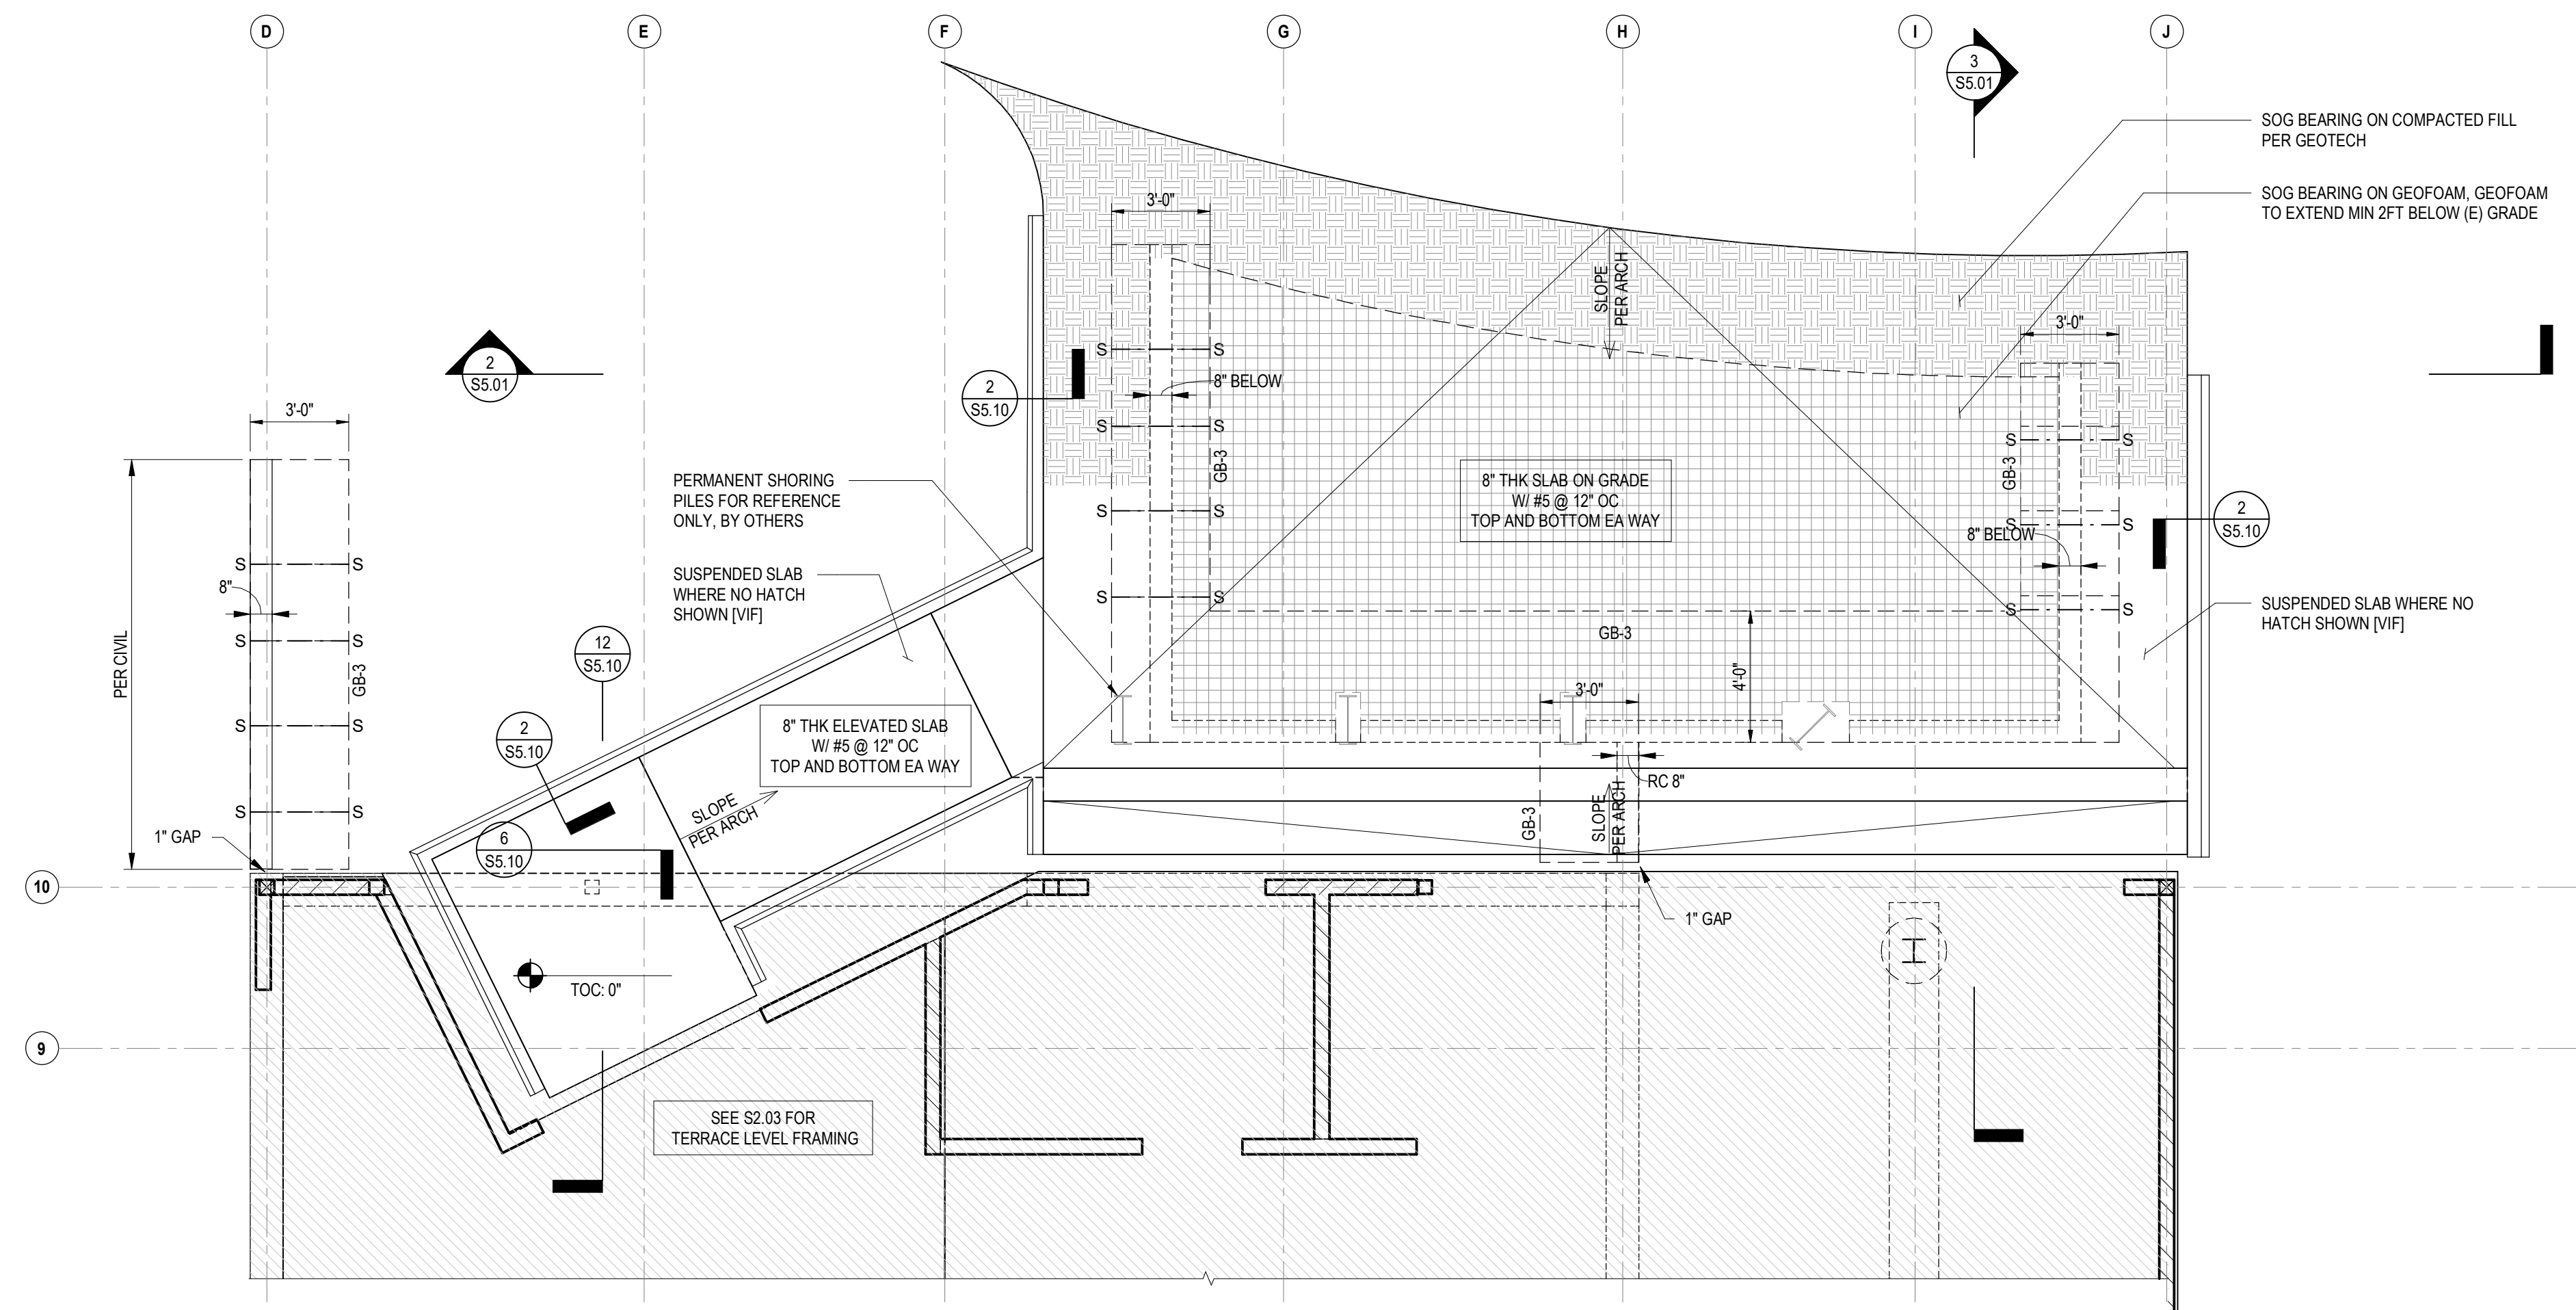 D
E
F
G
H
I
J
3
S5.01
SOG BEARING ON COMPACTED FILL
PER GEOTECH
SOG BEARING ON GEOFOAM, GEOFOAM
TO EXTEND MIN 2FT BELOW (E) GRADE
3'-0"
SLOPE
PER ARCH
3'-0"
2
S5.01
2
S5.10
S
S
8" BELOW
S
S
GB-3
S
S
S
S
3'-0"
PER CIVIL
S
S
8"
S
S
GB-3
S
S
S
S
1" GAP
PERMANENT SHORING
PILES FOR REFERENCE
ONLY, BY OTHERS
SUSPENDED SLAB
WHERE NO HATCH
SHOWN [VIF]
8" THK SLAB ON GRADE
W/ #5 @ 12" OC
TOP AND BOTTOM EA WAY
S
S
GB-3
S
S
8" BELOW
S
S
2
S5.10
SUSPENDED SLAB WHERE NO
HATCH SHOWN [VIF]
12
S5.10
GB-3
4'-0"
3'-0"
2
S5.10
8" THK ELEVATED SLAB
W/ #5 @ 12" OC
TOP AND BOTTOM EA WAY
RC 8"
SLOPE
PER ARCH
GB-3
SLOPE
PER ARCH
6
S5.10
10
1" GAP
TOC: 0"
9
SEE S2.03 FOR
TERRACE LEVEL FRAMING